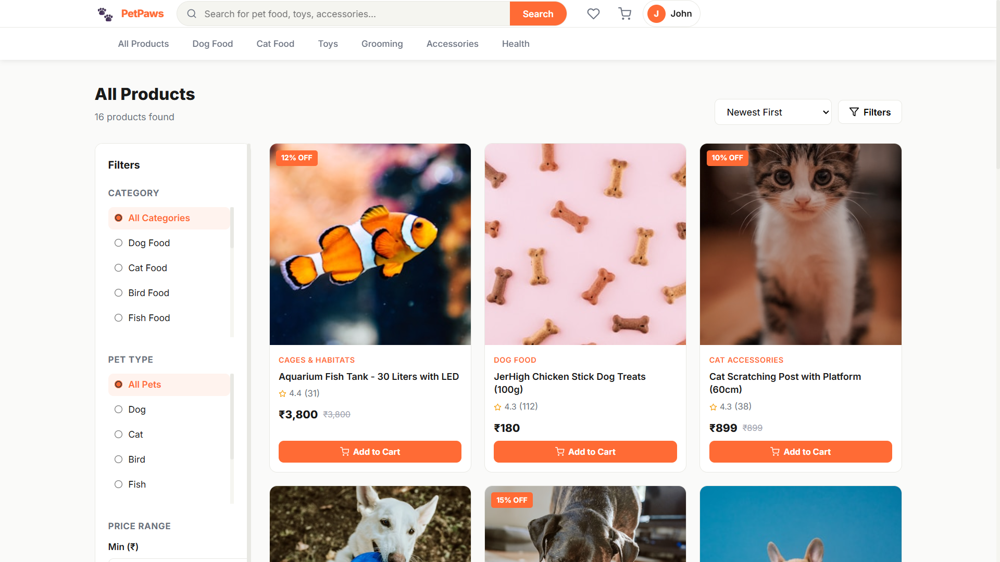 PetPaws
Search for pet food, toys, accessories...
Search
J
John
All Products
Dog Food
Cat Food
Toys
Grooming
Accessories
Health
All Products
16 products found
Newest First
Filters
Filters
CATEGORY
All Categories
Dog Food
Cat Food
Bird Food
Fish Food
PET TYPE
All Pets
Dog
Cat
Bird
Fish
PRICE RANGE
Min (₹)
12% OFF
CAGES & HABITATS
Aquarium Fish Tank - 30 Liters with LED
4.4 (31)
₹3,800 ₹3,800
Add to Cart
DOG FOOD
JerHigh Chicken Stick Dog Treats
(100g)
4.3 (112)
₹180
Add to Cart
10% OFF
CAT ACCESSORIES
Cat Scratching Post with Platform
(60cm)
4.3 (38)
₹899 ₹899
Add to Cart
15% OFF